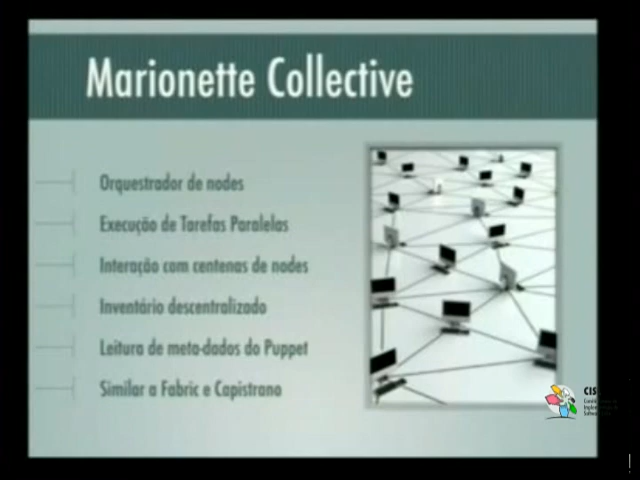 Marionette Collective
Orquestrador de nodes
Execução de Tarefas Paralelas
Interação com centenas de nodes
Inventário descentralizado
Leitura de meta-dados do Puppet
Similar a Fabric e Capistrano
CIS